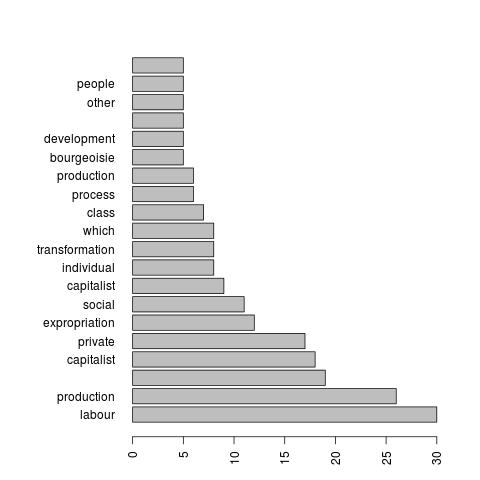 people
other
development
bourgeoisie
production
process
class
which
transformation
individual
capitalist
social
expropriation
private
capitalist
production
labour
0 5 10 15 20 25 30